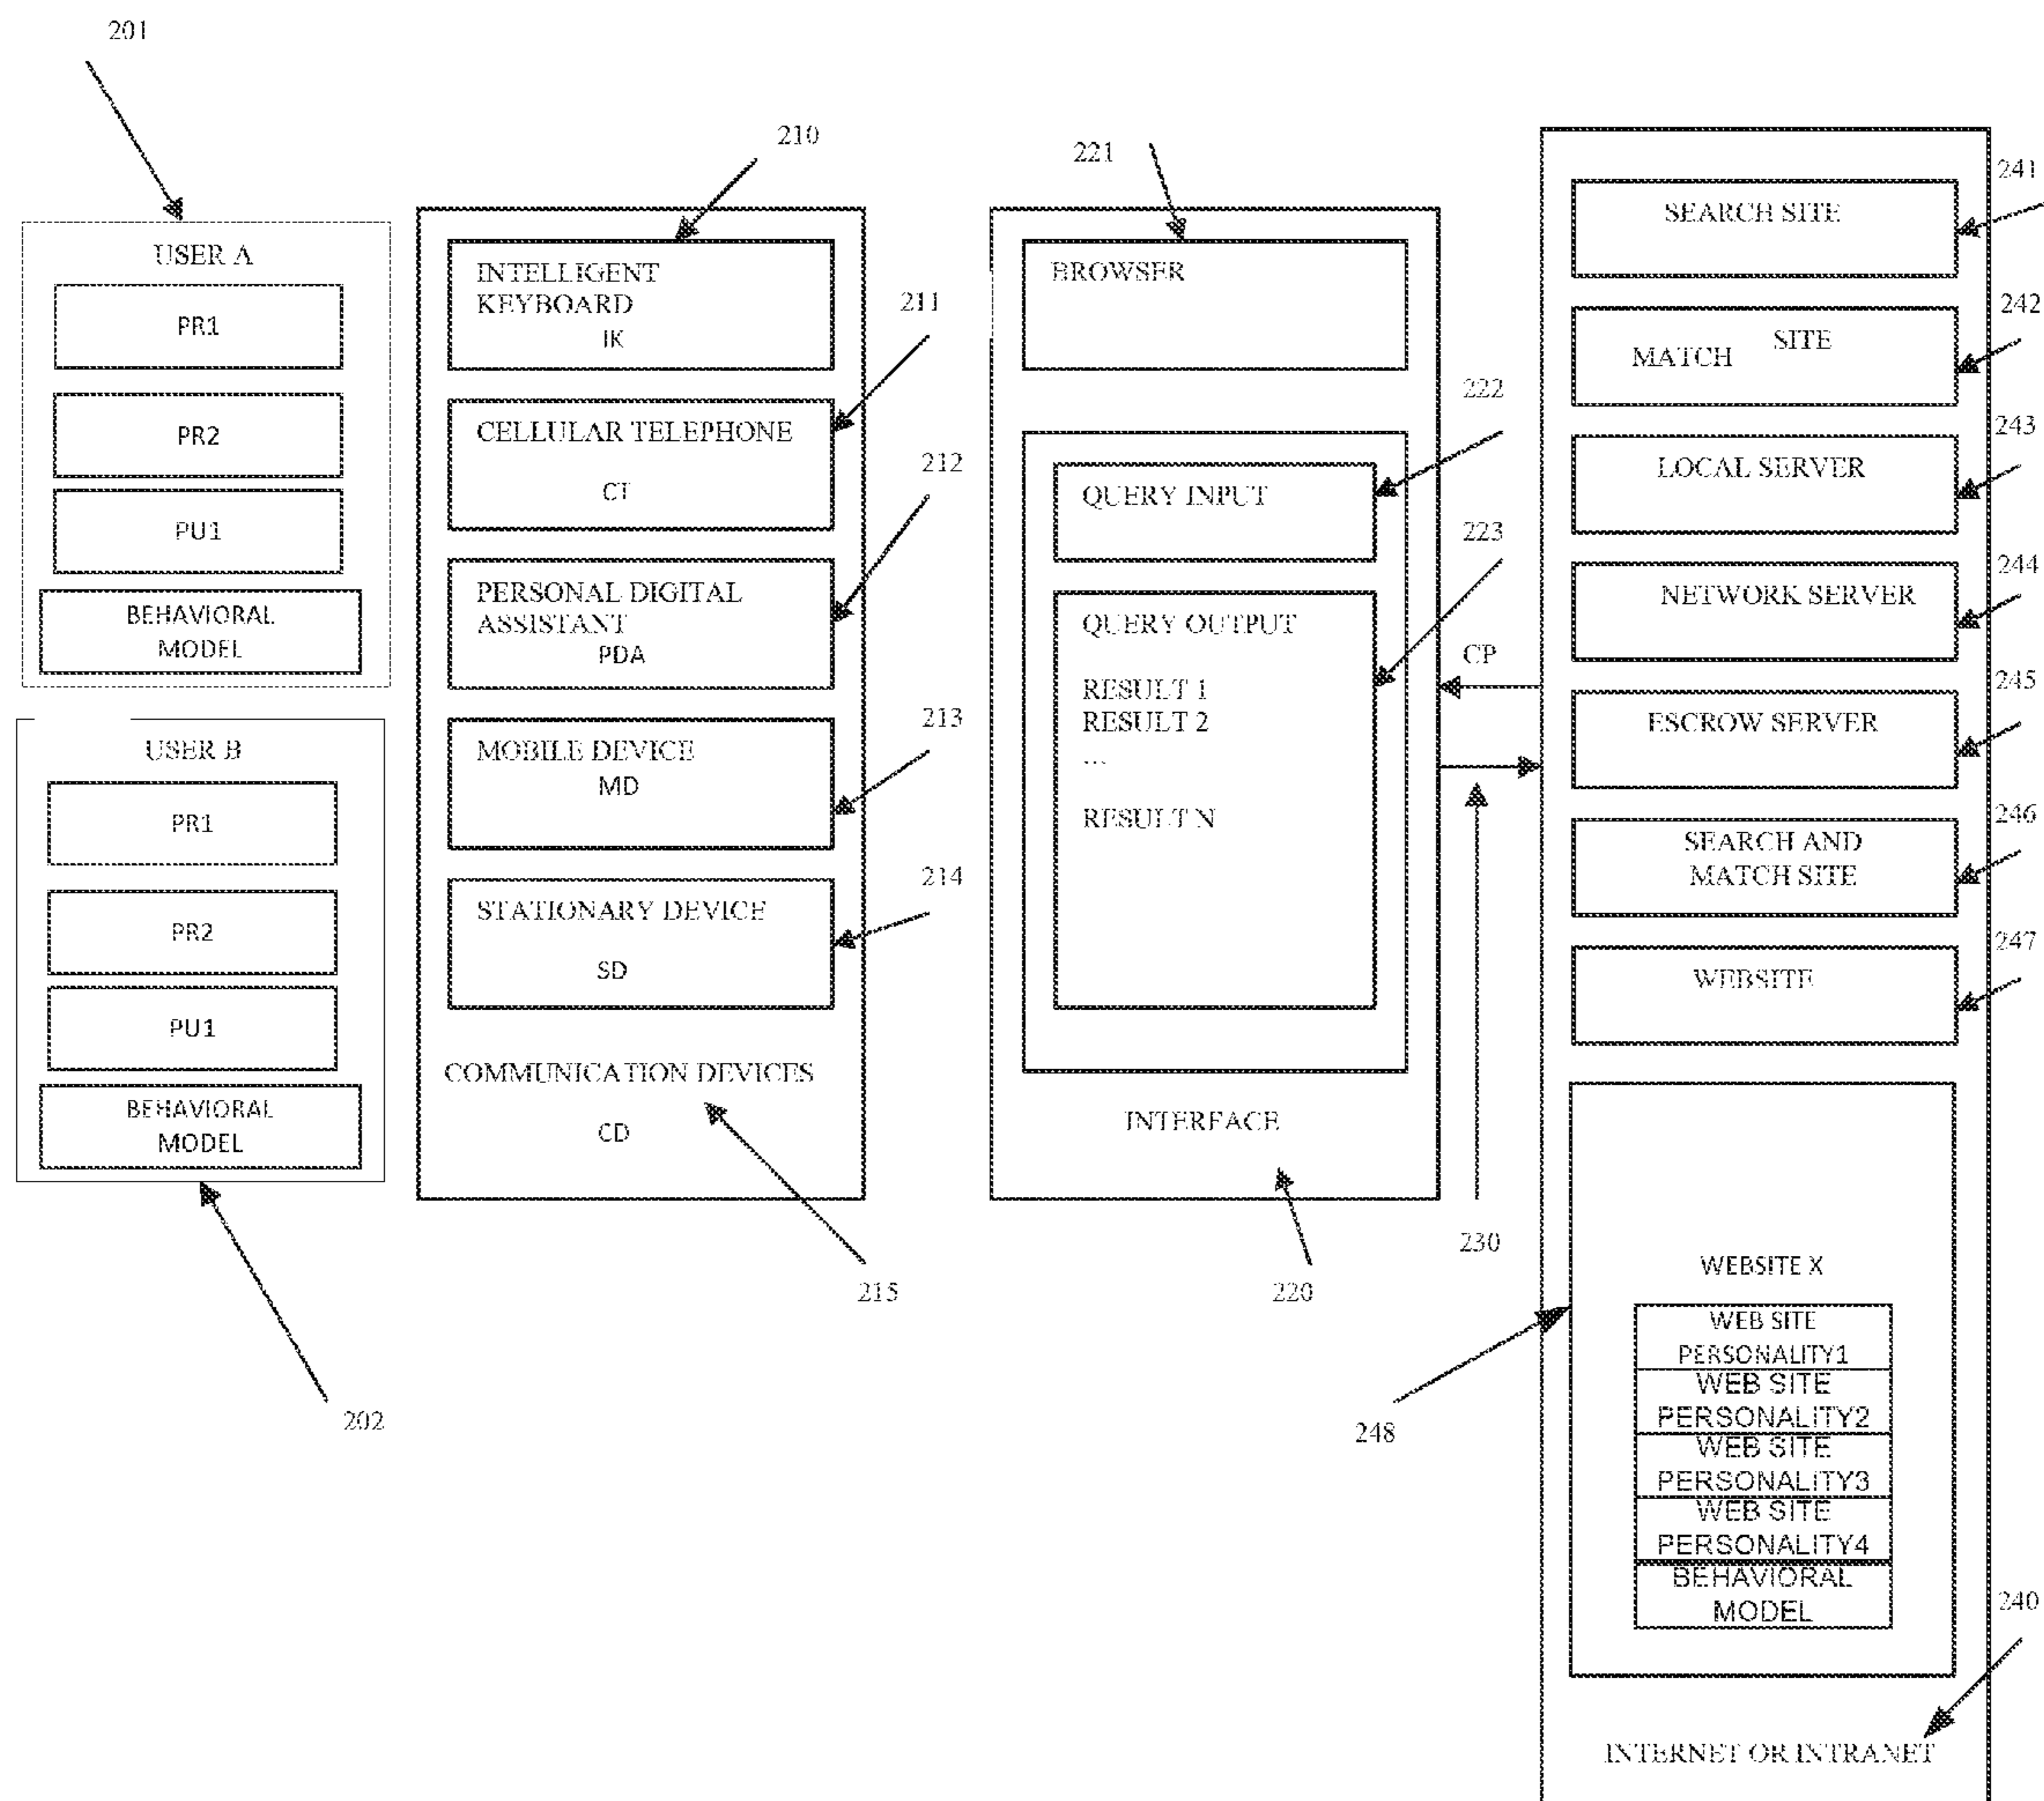 201
USER A
PR1
PR2
PU1
BEHAVIORAL
MODEL
USER B
PR1
PR2
PU1
BEHAVIORAL
MODEL
202
210
INTELLIGENT
KEYBOARD
IK
211
CELLULAR TELEPHONE
CT
212
PERSONAL DIGITAL
ASSISTANT
PDA
213
MOBILE DEVICE
MD
214
STATIONARY DEVICE
SD
COMMUNICATION DEVICES
CD
215
221
BROWSER
222
QUERY INPUT
223
QUERY OUTPUT
RESULT 1
RESULT 2
...
RESULT N
INTERFACE
220
CP
230
241
SEARCH SITE
242
SITE
MATCH
243
LOCAL SERVER
244
NETWORK SERVER
245
ESCROW SERVER
246
SEARCH AND
MATCH SITE
247
WEBSITE
WEBSITE X
WEB SITE
PERSONALITY1
WEB SITE
PERSONALITY2
WEB SITE
PERSONALITY3
WEB SITE
PERSONALITY4
BEHAVIORAL
MODEL
248
240
INTERNET OR INTRANET